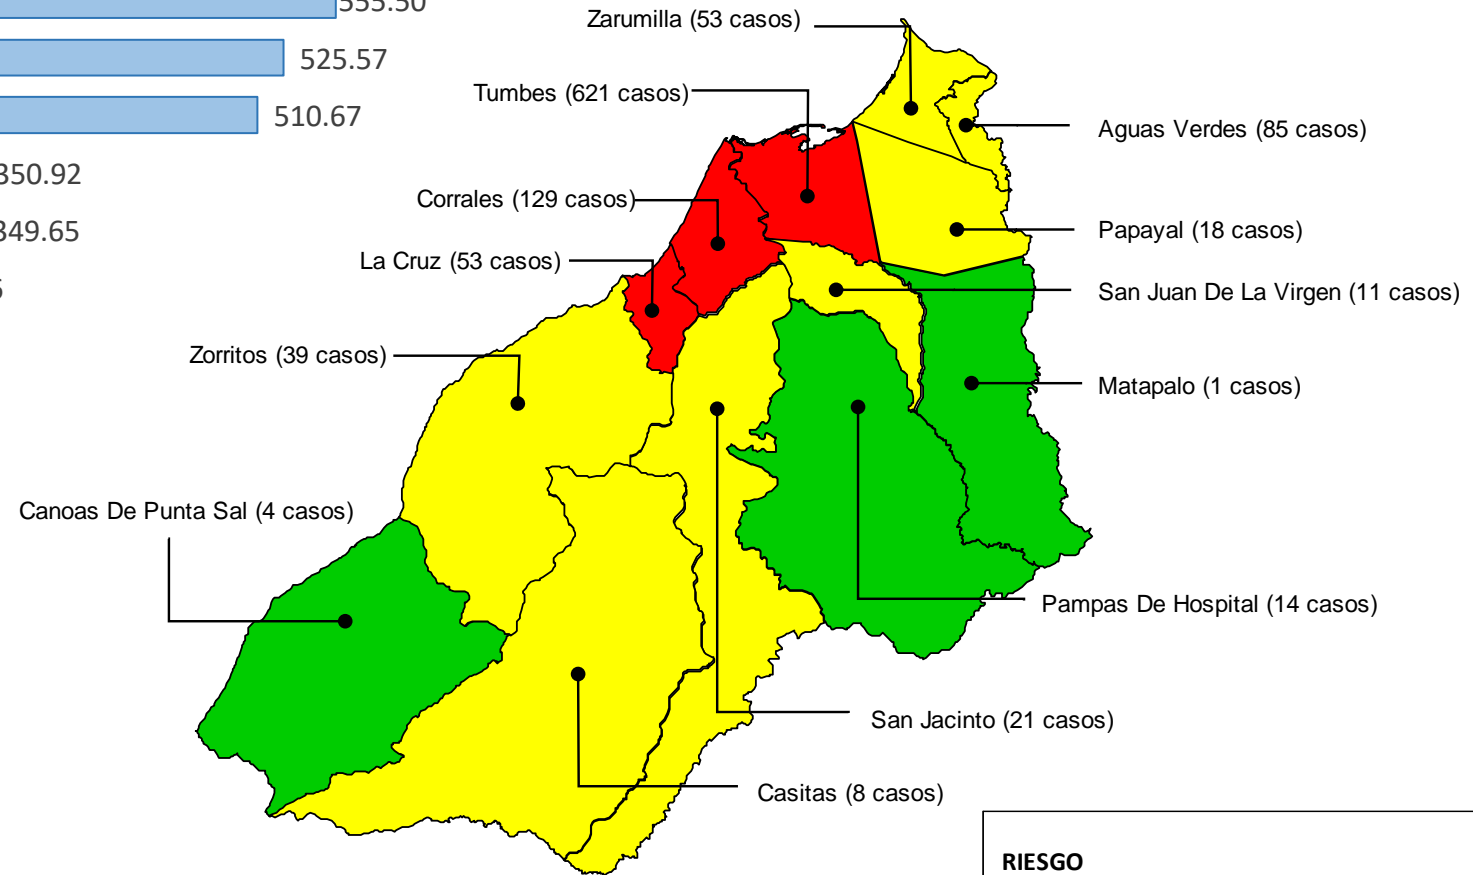 525.57
510.67
350.92
349.65
Zarumilla (53 casos)
Tumbes (621 casos)
Aguas Verdes (85 casos)
Corrales (129 casos)
Papayal (18 casos)
La Cruz (53 casos)
San Juan De La Virgen (11 casos)
Zorritos (39 casos)
Matapalo (1 casos)
Canoas De Punta Sal (4 casos)
Pampas De Hospital (14 casos)
San Jacinto (21 casos)
Casitas (8 casos)
RIESGO